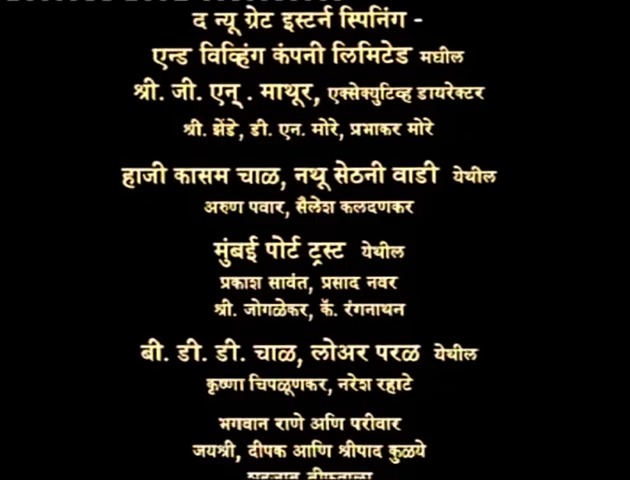 द न्यू ग्रेट इस्टर्न स्पिनिंग -
एन्ड विव्हिंग कंपनी लिमिटेड मधील
श्री. जी. एन् . माथूर, एक्सेक्युटिव्ह डायरेक्टर
श्री. झेंडे, डी. एन. मोरे, प्रभाकर मोरे
हाजी कासम चाळ, नथू सेठनी वाडी येथील
अरुण पवार, सैलेश कलदणकर
मुंबई पोर्ट ट्रस्ट येथील
प्रकाश सावंत, प्रसाद नवर
श्री. जोगळेकर, कॅ. रंगनाथन
बी. डी. डी. चाळ, लोअर परळ येथील
कृष्णा चिपळूणकर, नरेश रहाटे
भगवान राणे अणि परीवार
जयश्री, दीपक आणि श्रीपाद कुळये